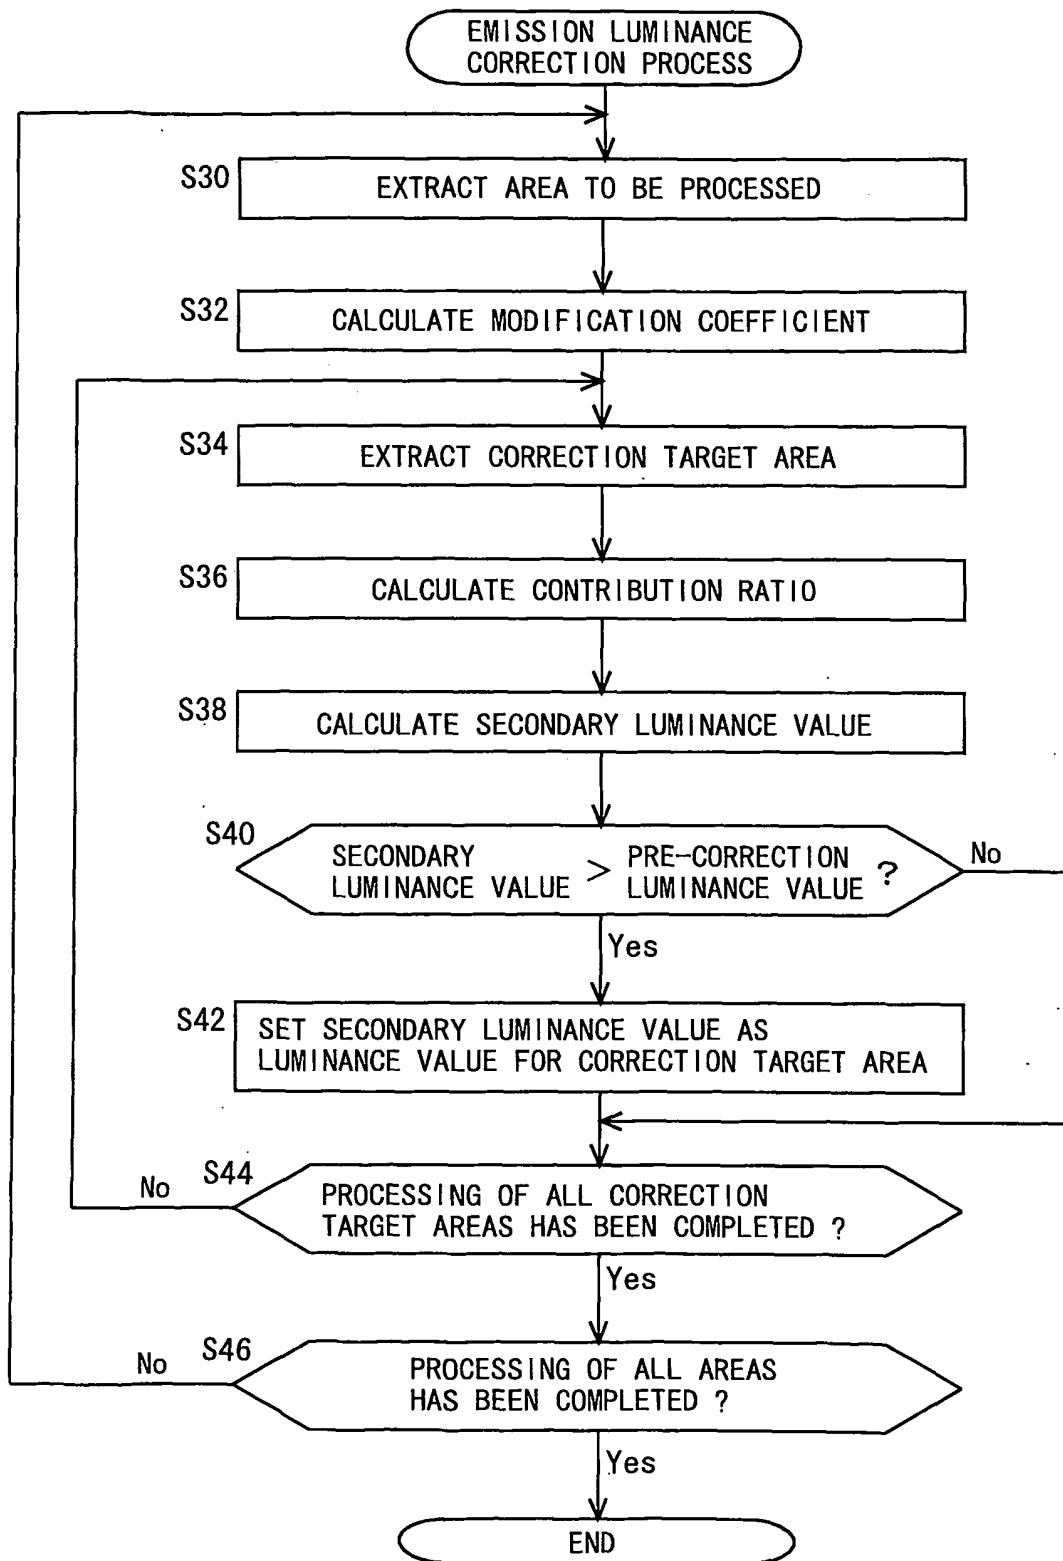 EMISSION LUMINANCE
CORRECTION PROCESS
S30
EXTRACT AREA TO BE PROCESSED
S32
CALCULATE MODIFICATION COEFFICIENT
S34
EXTRACT CORRECTION TARGET AREA
S36
CALCULATE CONTRIBUTION RATIO
S38
CALCULATE SECONDARY LUMINANCE VALUE
S40
SECONDARY
LUMINANCE VALUE
>
PRE-CORRECTION
LUMINANCE VALUE
?
No
Yes
S42
SET SECONDARY LUMINANCE VALUE AS
LUMINANCE VALUE FOR CORRECTION TARGET AREA
No
S44
PROCESSING OF ALL CORRECTION
TARGET AREAS HAS BEEN COMPLETED ?
Yes
No
S46
PROCESSING OF ALL AREAS
HAS BEEN COMPLETED ?
Yes
END